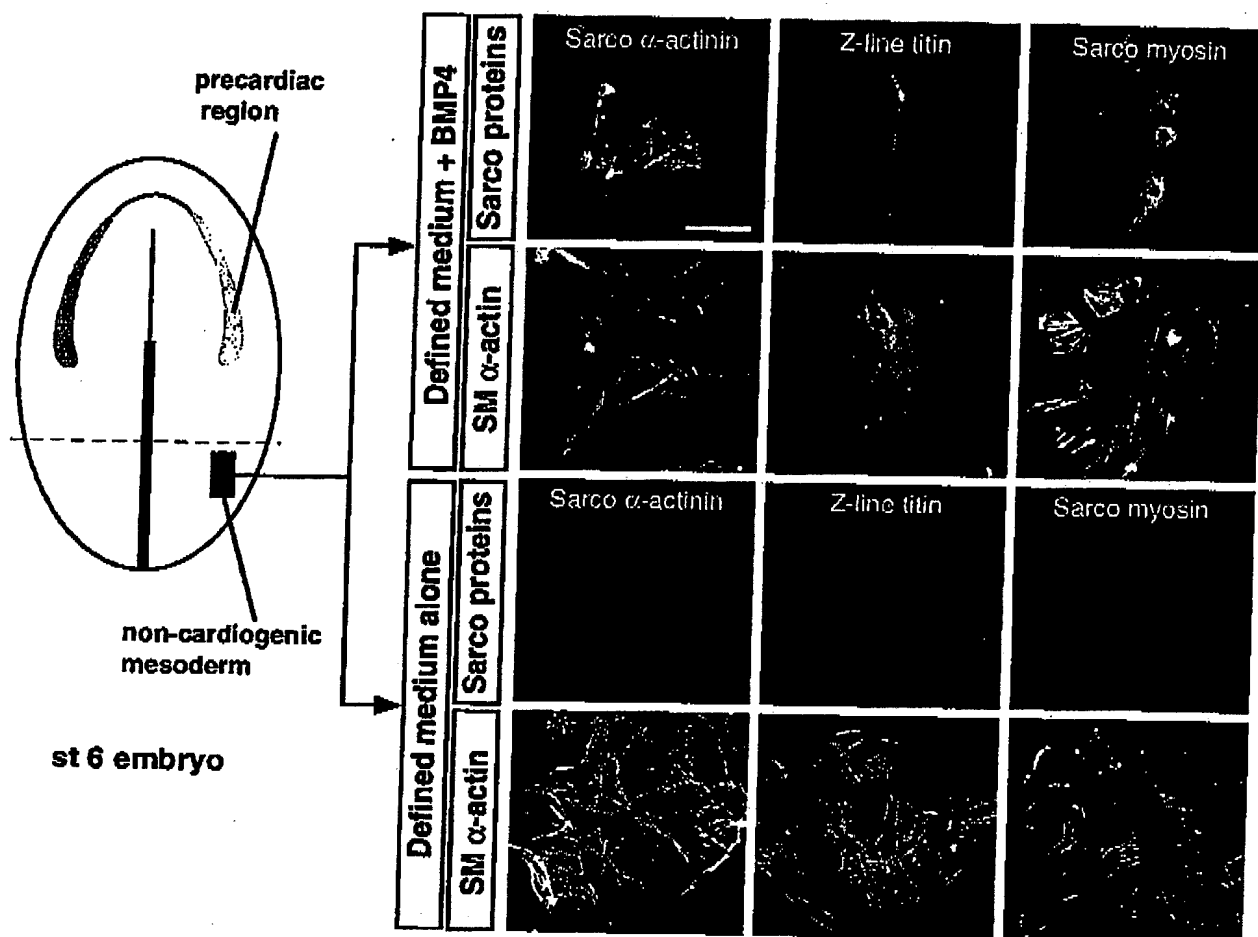 precardiac
region
non-cardiogenic
mesoderm
st 6 embryo
Defined medium + BMP4
Sarco proteins
SM α-actin
Sarco α-actinin
Z-line titin
Sarco myosin
Defined medium alone
Sarco proteins
SM α-actin
Sarco α-actinin
Z-line titin
Sarco myosin